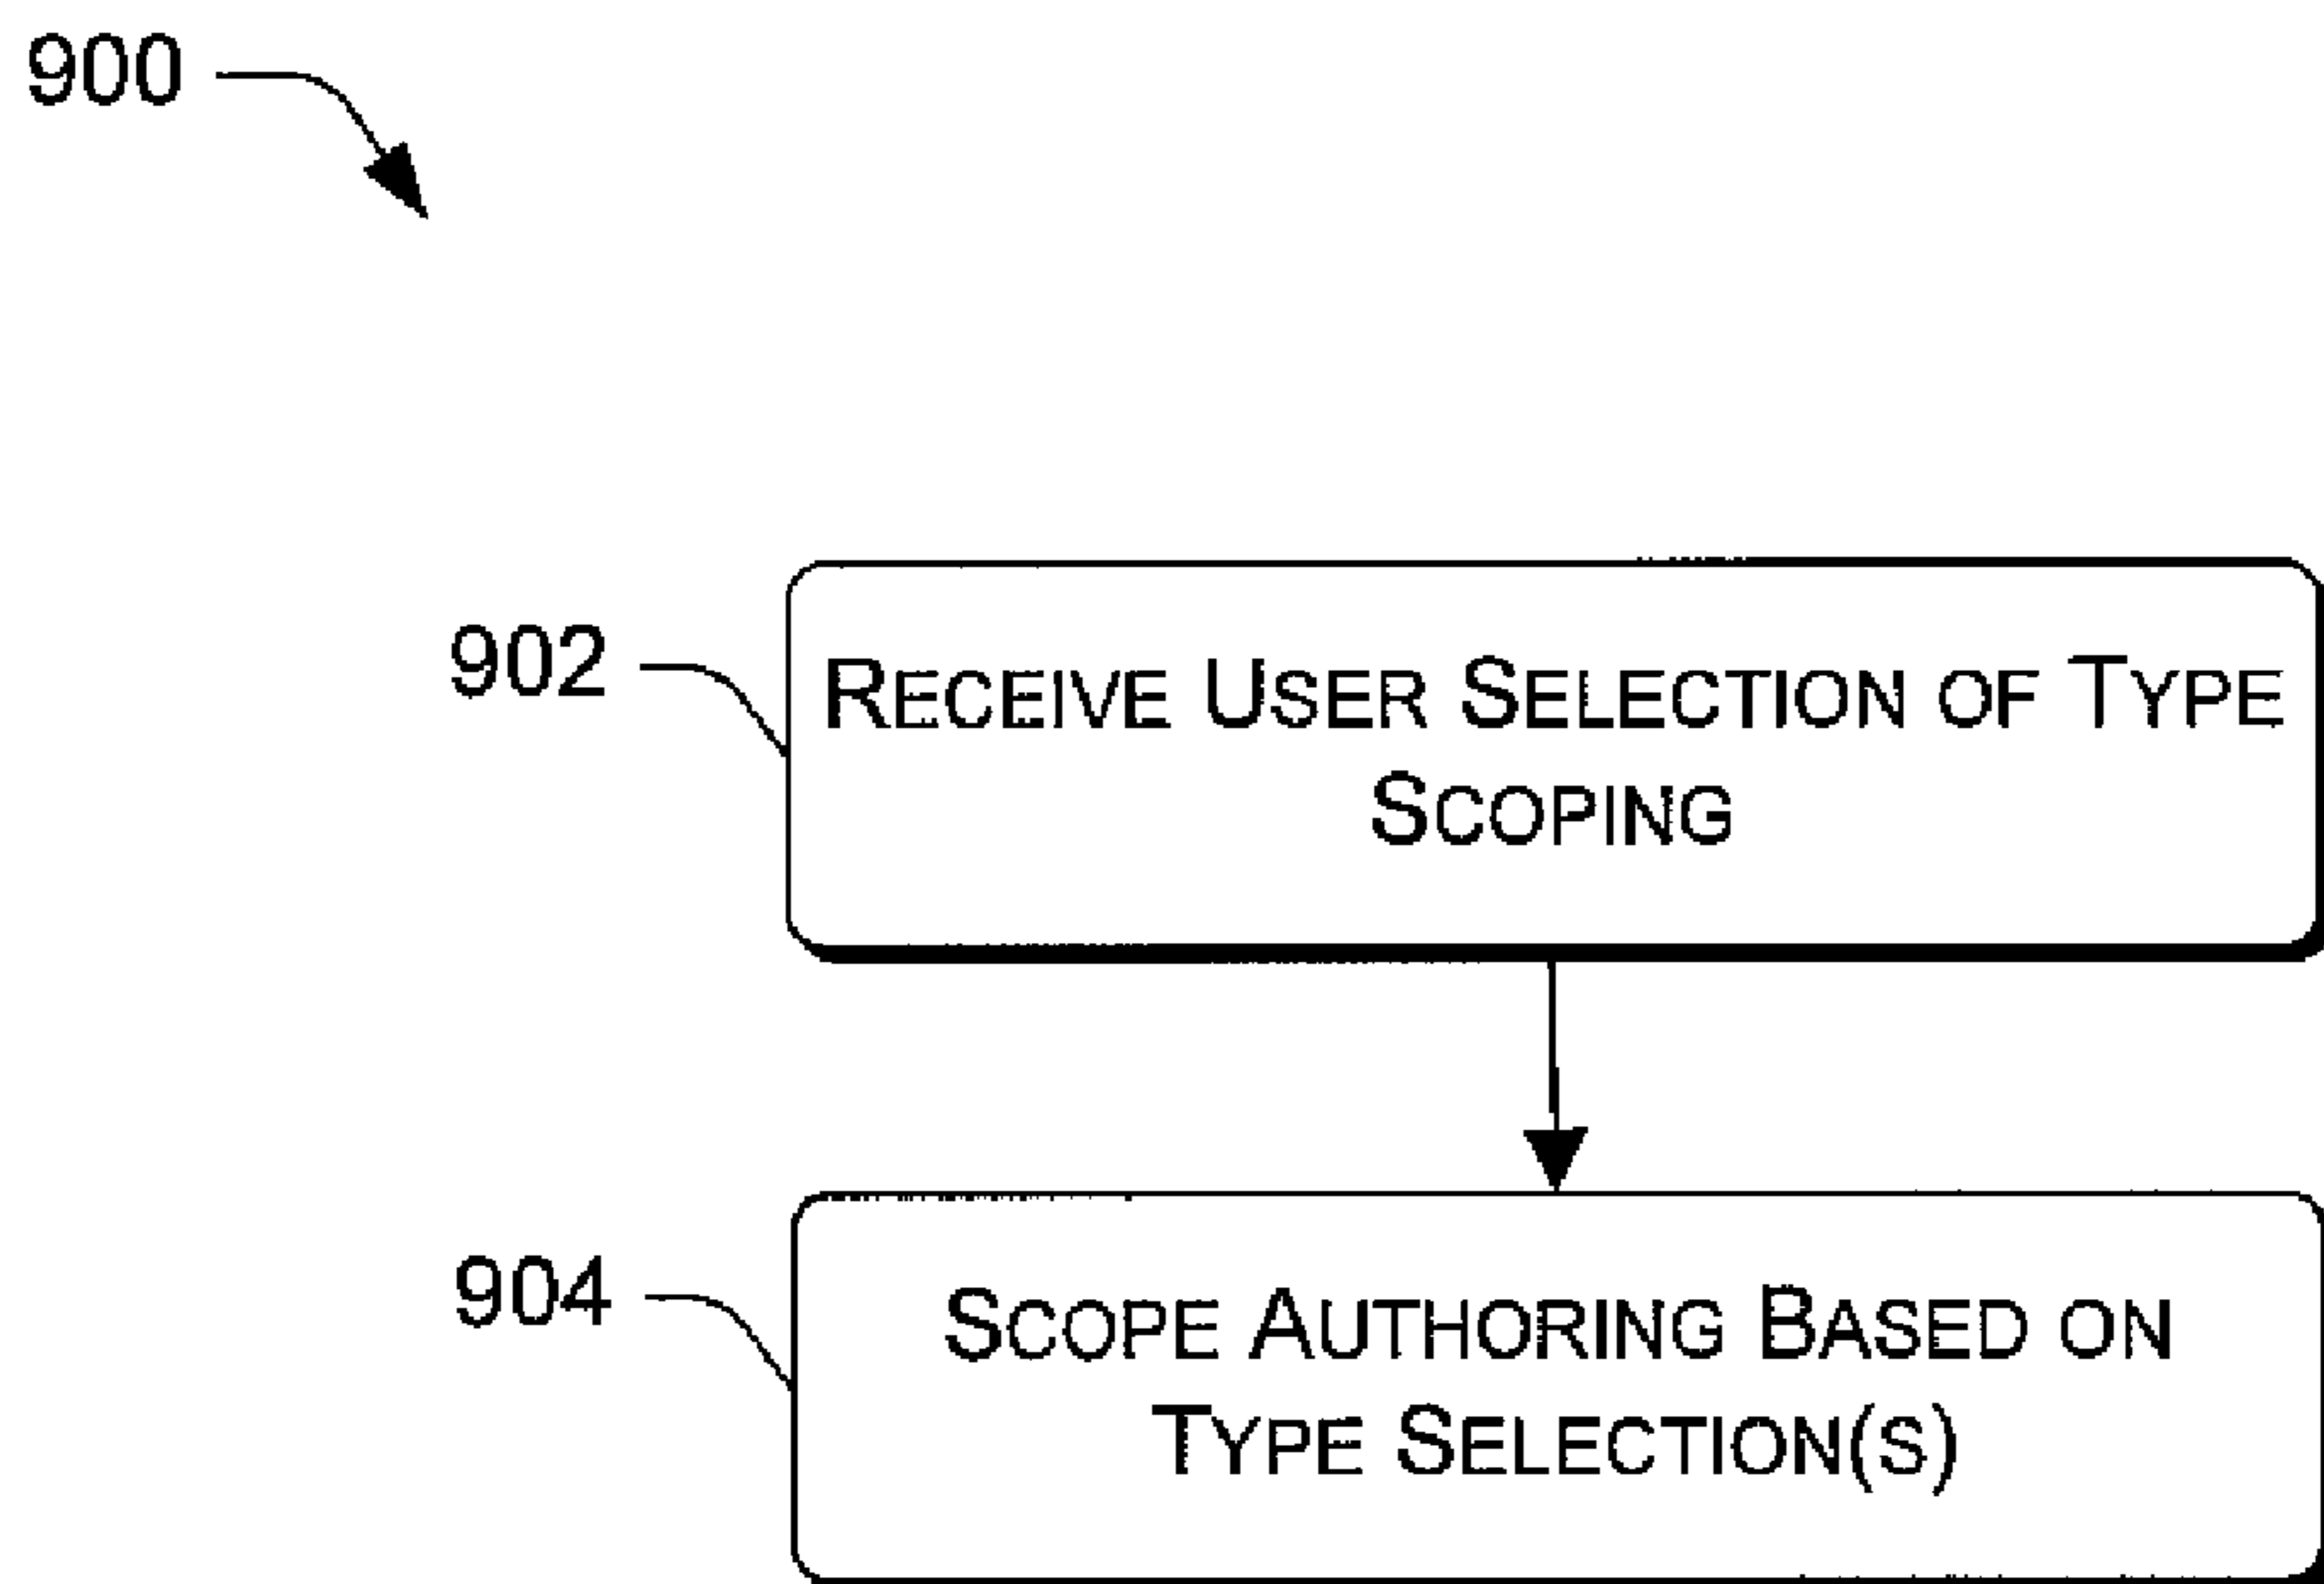 900
902
RECEIVE USER SELECTION OF TYPE
SCOPING
904
SCOPE AUTHORING BASED ON
TYPE SELECTION(S)